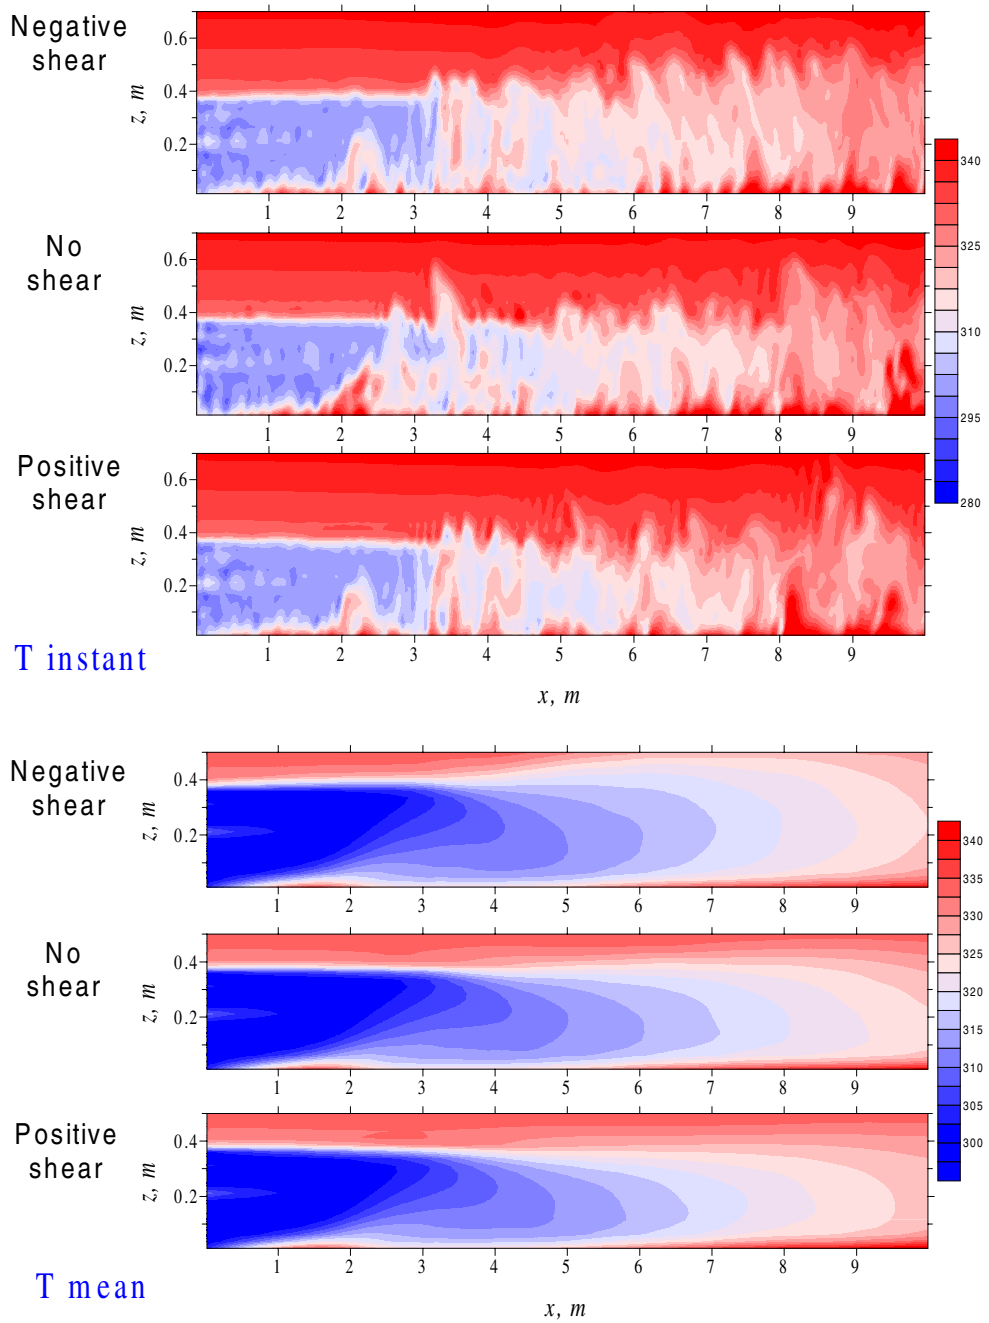 Negative
shear
z, m
0.6
0.4
0.2
1 2 3 4 5 6 7 8 9
No
shear
z, m
0.6
0.4
0.2
1 2 3 4 5 6 7 8 9
Positive
shear
z, m
0.6
0.4
0.2
1 2 3 4 5 6 7 8 9
340
325
310
295
280
T instant
x, m
Negative
shear
z, m
0.4
0.2
1 2 3 4 5 6 7 8 9
No
shear
z, m
0.4
0.2
1 2 3 4 5 6 7 8 9
Positive
shear
z, m
0.4
0.2
1 2 3 4 5 6 7 8 9
340
335
330
325
320
315
310
305
300
T mean
x, m